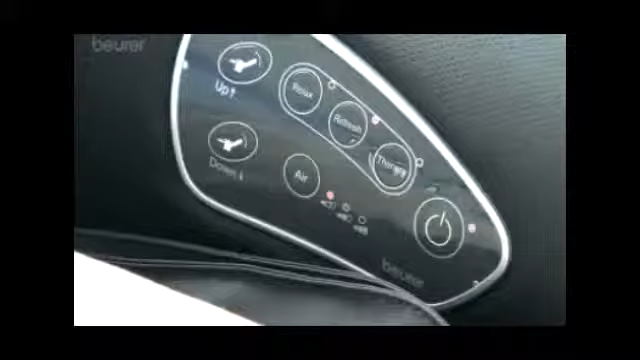 beurer
Up↑
Relax
Refresh
Therapy
Down↓
Air
beurer